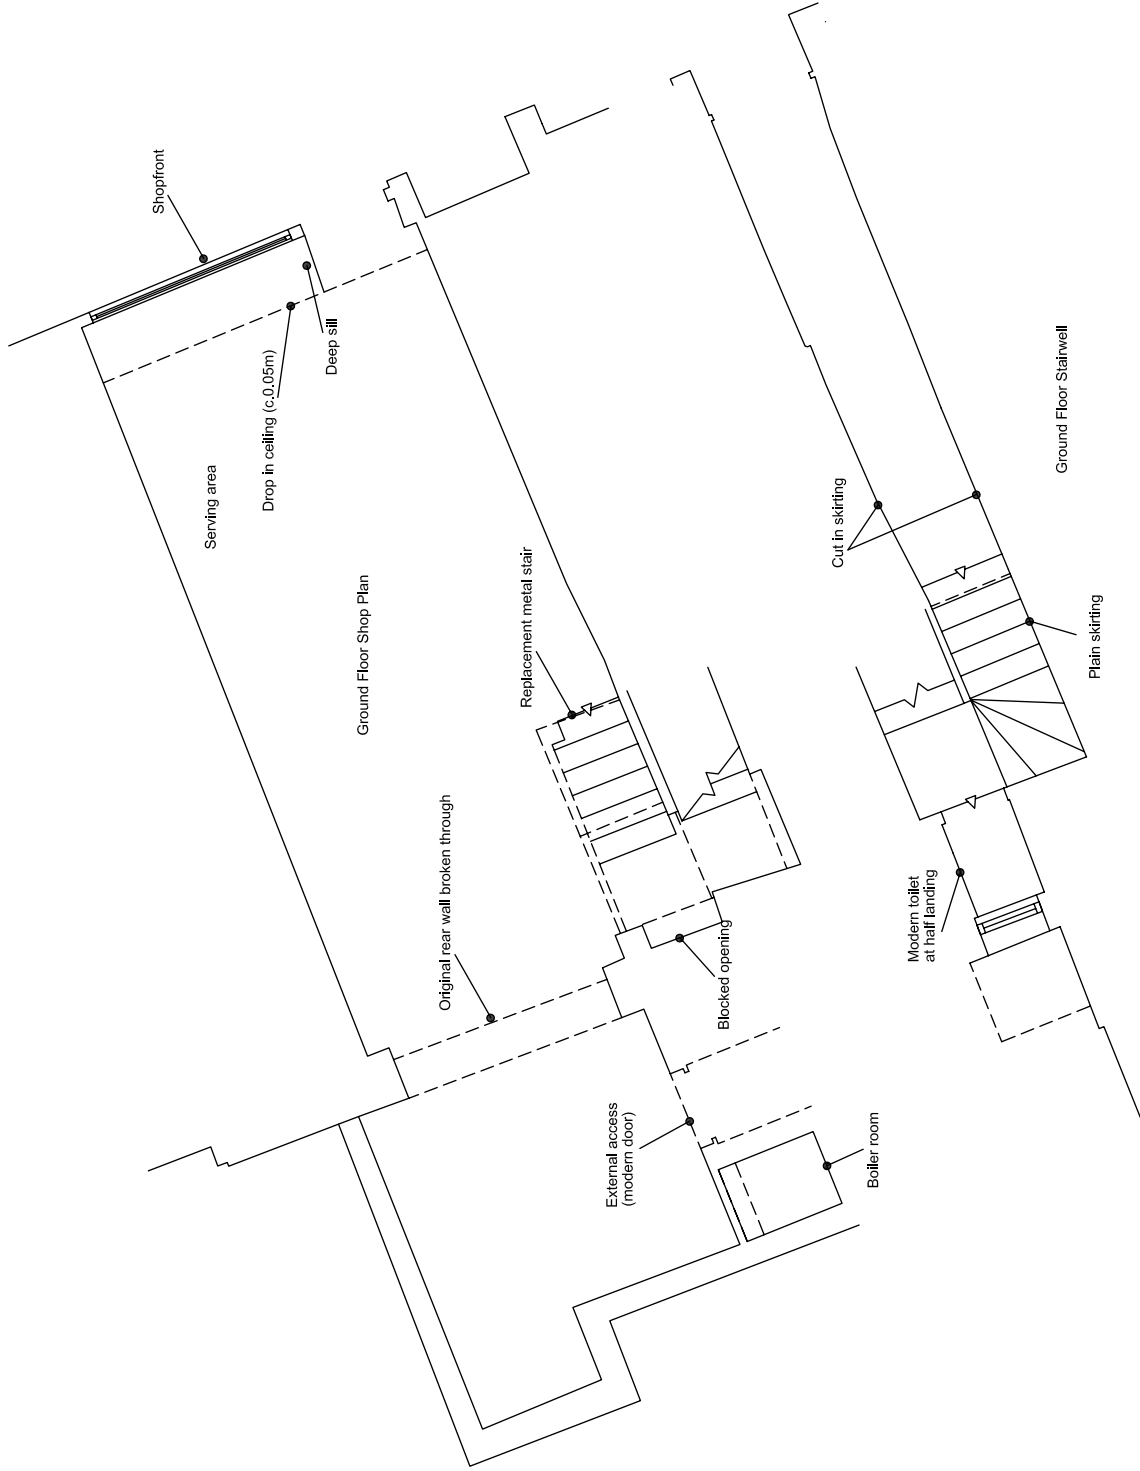 Shopfront
Deep sill
Drop in ceiling (c.0.05m)
Serving area
Ground Floor Shop Plan
Replacement metal stair
Original rear wall broken through
Blocked opening
External access
(modern door)
Boiler room
Ground Floor Stairwell
Cut in skirting
Plain skirting
Modern toilet
at half landing